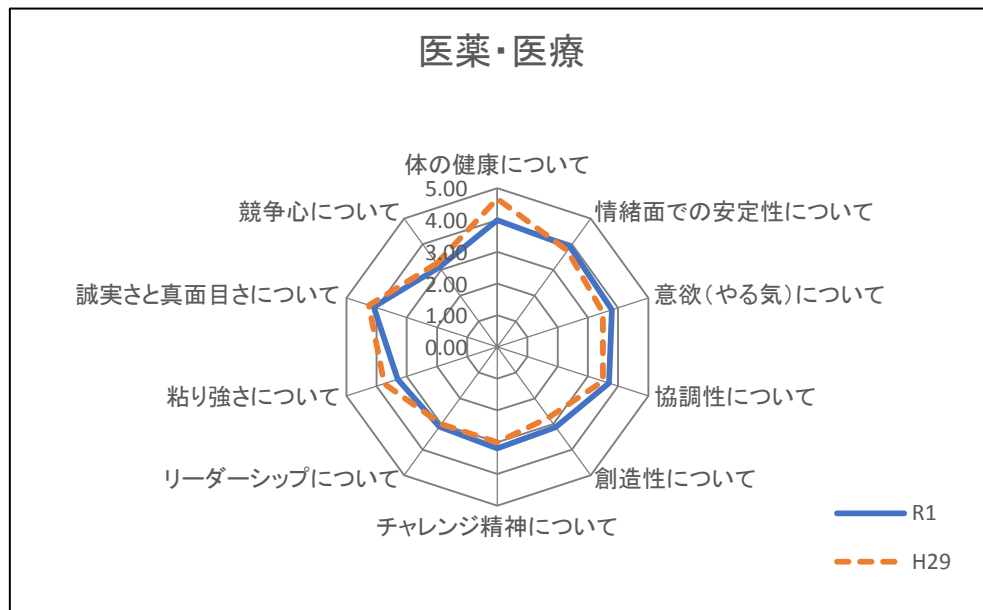 医薬・医療
体の健康について
5.00
競争心について
情緒面での安定性について
4.00
3.00
誠実さと真面目さについて
意欲（やる気）について
2.00
1.00
0.00
粘り強さについて
協調性について
リーダーシップについて
創造性について
チャレンジ精神について
R1
H29